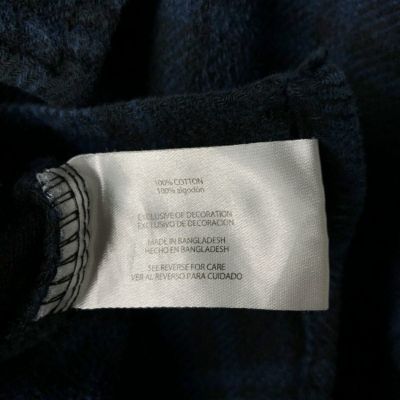 100% COTTON
100% algodón
EXCLUSIVE OF DECORATION
EXCLUSIVO DE DECORACION
MADE IN BANGLADESH
HECHO EN BANGLADESH
SEE REVERSE FOR CARE
VER AL REVERSO PARA CUIDADO